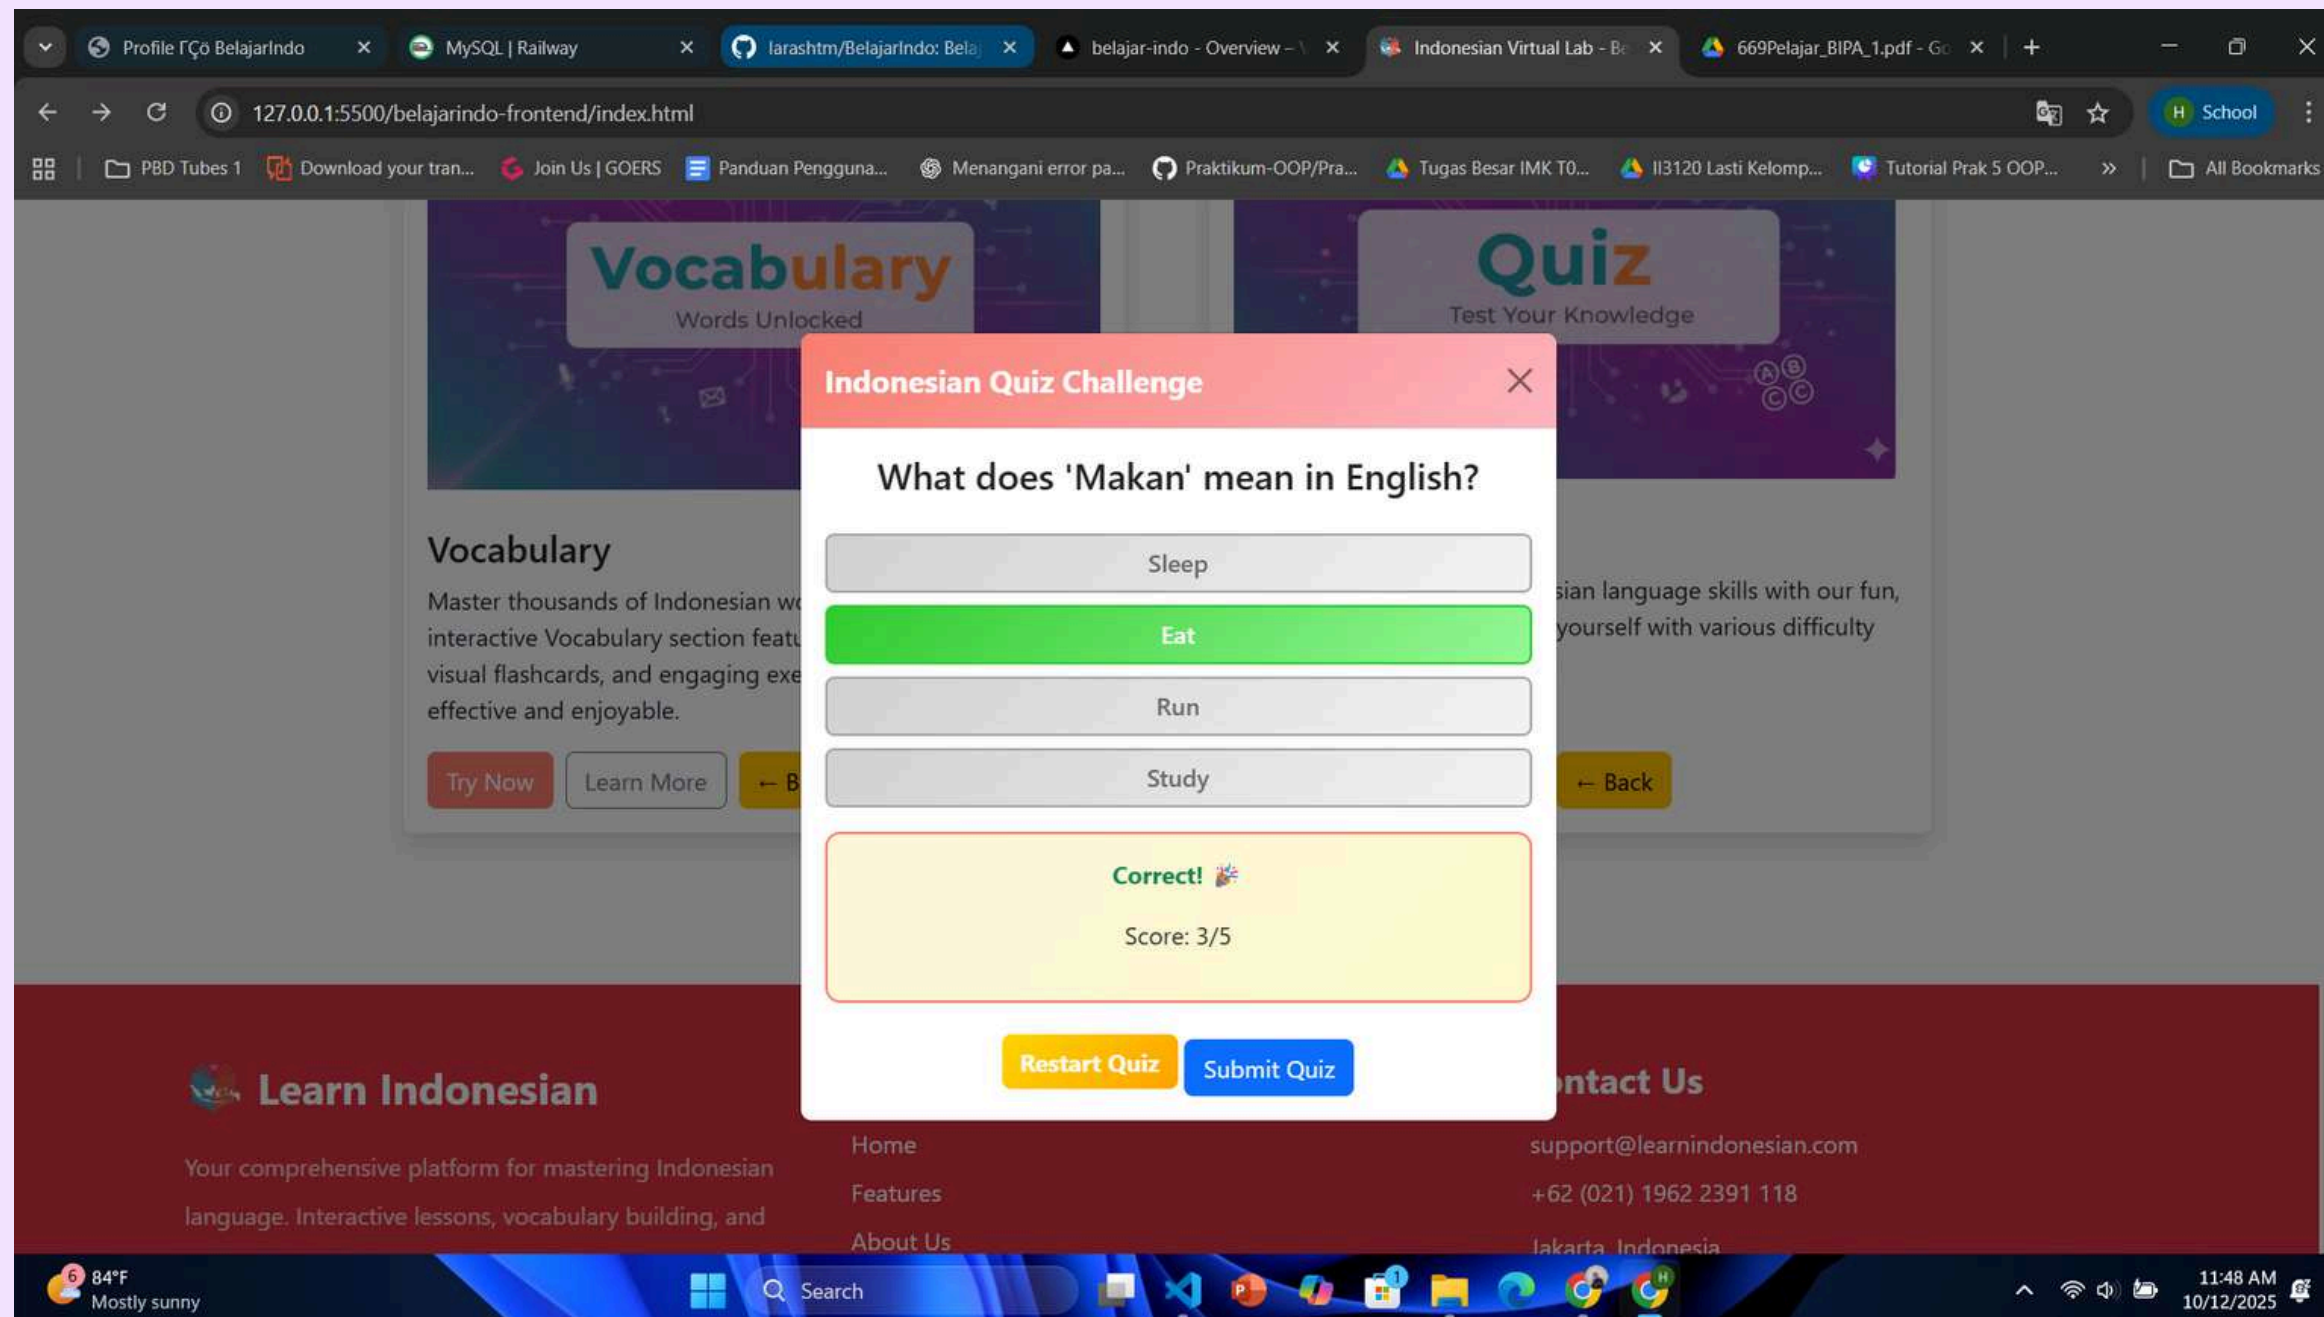 Profile ΓÇö BelajarIndo
MySQL | Railway
larashtm/BelajarIndo: Bela
belajar-indo - Overview –
Indonesian Virtual Lab - Be
669Pelajar_BIPA_1.pdf - Go
127.0.0.1:5500/belajarindo-frontend/index.html
H School
PBD Tubes 1
Download your tran...
Join Us | GOERS
Panduan Pengguna...
Menangani error pa...
Praktikum-OOP/Pra...
Tugas Besar IMK T0...
II3120 Lasti Kelomp...
Tutorial Prak 5 OOP...
All Bookmarks
Vocabulary
Words Unlocked
Quiz
Test Your Knowledge
A B
C C
Indonesian Quiz Challenge
What does 'Makan' mean in English?
Sleep
Eat
Run
Study
Correct! 🎉
Score: 3/5
Restart Quiz
Submit Quiz
Vocabulary
Master thousands of Indonesian wo
interactive Vocabulary section featu
visual flashcards, and engaging exe
effective and enjoyable.
Try Now
Learn More
← B
sian language skills with our fun,
yourself with various difficulty
← Back
Learn Indonesian
Your comprehensive platform for mastering Indonesian
language. Interactive lessons, vocabulary building, and
Home
Features
About Us
ntact Us
support@learnindonesian.com
+62 (021) 1962 2391 118
Jakarta, Indonesia
6
84°F
Mostly sunny
Search
1
H
11:48 AM
10/12/2025